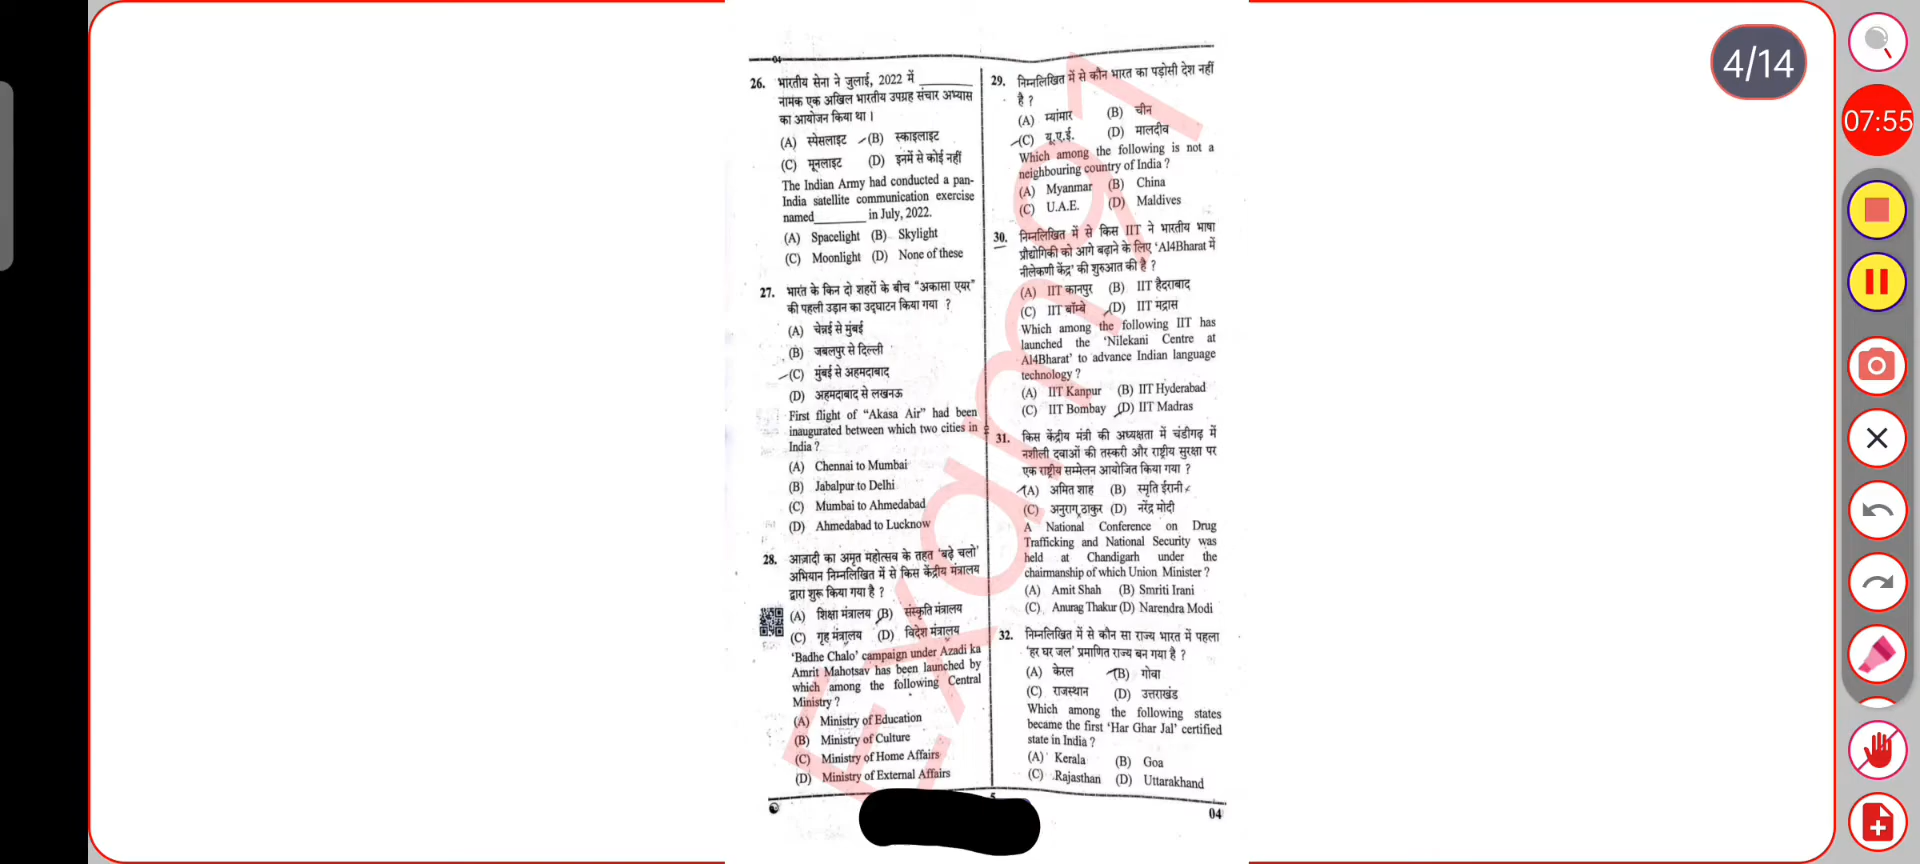 4/14
07:55
04
26. भारतीय सेना ने जुलाई, 2022 में ________
नामक एक अखिल भारतीय उपग्रह संचार अभ्यास
का आयोजन किया था ।
(A) स्पेसलाइट (B) स्काइलाइट
(C) मूनलाइट (D) इनमें से कोई नहीं
The Indian Army had conducted a pan-
India satellite communication exercise
named________ in July, 2022.
(A) Spacelight (B) Skylight
(C) Moonlight (D) None of these
27. भारत के किन दो शहरों के बीच “अकासा एयर”
की पहली उड़ान का उद्घाटन किया गया ?
(A) चेन्नई से मुंबई
(B) जबलपुर से दिल्ली
(C) मुंबई से अहमदाबाद
(D) अहमदाबाद से लखनऊ
First flight of “Akasa Air” had been
inaugurated between which two cities in
India ?
(A) Chennai to Mumbai
(B) Jabalpur to Delhi
(C) Mumbai to Ahmedabad
(D) Ahmedabad to Lucknow
28. आज़ादी का अमृत महोत्सव के तहत ‘बढ़े चलो’
अभियान निम्नलिखित में से किस केंद्रीय मंत्रालय
द्वारा शुरू किया गया है ?
(A) शिक्षा मंत्रालय (B) संस्कृति मंत्रालय
(C) गृह मंत्रालय (D) विदेश मंत्रालय
‘Badhe Chalo’ campaign under Azadi ka
Amrit Mahotsav has been launched by
which among the following Central
Ministry ?
(A) Ministry of Education
(B) Ministry of Culture
(C) Ministry of Home Affairs
(D) Ministry of External Affairs
29. निम्नलिखित में से कौन भारत का पड़ोसी देश नहीं
है ?
(A) म्यांमार (B) चीन
(C) यू.ए.ई. (D) मालदीव
Which among the following is not a
neighbouring country of India ?
(A) Myanmar (B) China
(C) U.A.E. (D) Maldives
30. निम्नलिखित में से किस IIT ने भारतीय भाषा
प्रौद्योगिकी को आगे बढ़ाने के लिए ‘AI4Bharat में
नीलेकणी केंद्र’ की शुरुआत की है ?
(A) IIT कानपुर (B) IIT हैदराबाद
(C) IIT बॉम्बे (D) IIT मद्रास
Which among the following IIT has
launched the ‘Nilekani Centre at
AI4Bharat’ to advance Indian language
technology ?
(A) IIT Kanpur (B) IIT Hyderabad
(C) IIT Bombay (D) IIT Madras
31. किस केंद्रीय मंत्री की अध्यक्षता में चंडीगढ़ में
नशीली दवाओं की तस्करी और राष्ट्रीय सुरक्षा पर
एक राष्ट्रीय सम्मेलन आयोजित किया गया ?
(A) अमित शाह (B) स्मृति ईरानी
(C) अनुराग ठाकुर (D) नरेंद्र मोदी
A National Conference on Drug
Trafficking and National Security was
held at Chandigarh under the
chairmanship of which Union Minister ?
(A) Amit Shah (B) Smriti Irani
(C) Anurag Thakur (D) Narendra Modi
32. निम्नलिखित में से कौन सा राज्य भारत में पहला
‘हर घर जल’ प्रमाणित राज्य बन गया है ?
(A) केरल (B) गोवा
(C) राजस्थान (D) उत्तराखंड
Which among the following states
became the first ‘Har Ghar Jal’ certified
state in India ?
(A) Kerala (B) Goa
(C) Rajasthan (D) Uttarakhand
5
04